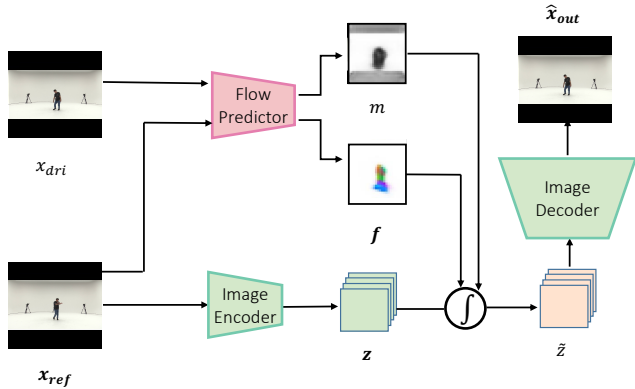 x̂_out
Flow
Predictor
m
x_dri
Image
Decoder
f
Image
Encoder
∫
z
z̃
x_ref